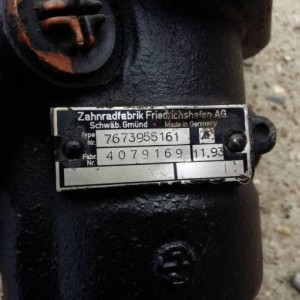 Zahnradfabrik Friedrichshafen AG.
Schwäb. Gmünd • Made in Germany
Type Nr. 7673955161
Fabr. Nr. 4079169 11.93